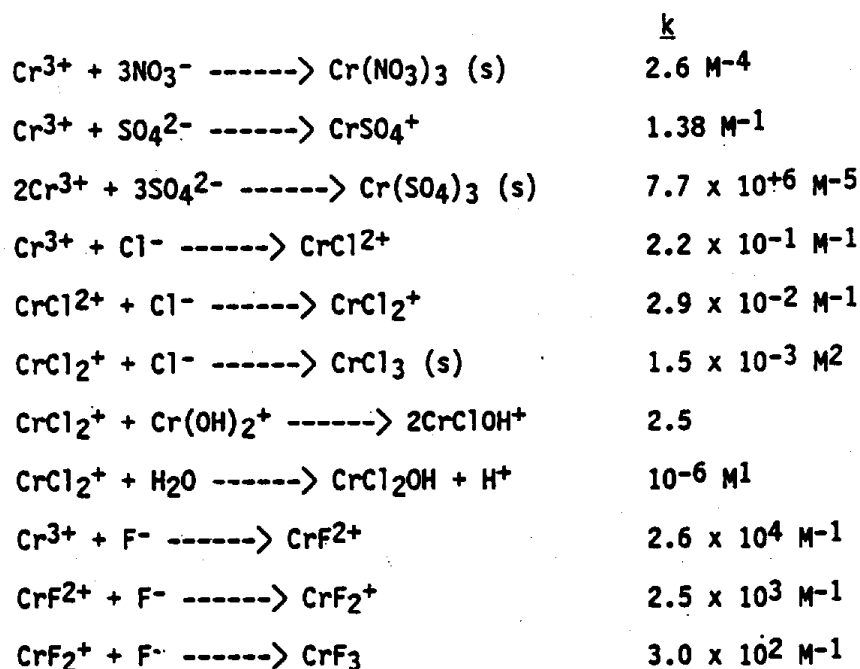 k
Cr³⁺ + 3NO₃⁻ ------> Cr(NO₃)₃ (s) 2.6 M⁻⁴
Cr³⁺ + SO₄²⁻ ------> CrSO₄⁺ 1.38 M⁻¹
2Cr³⁺ + 3SO₄²⁻ ------> Cr(SO₄)₃ (s) 7.7 x 10⁺⁶ M⁻⁵
Cr³⁺ + Cl⁻ ------> CrCl²⁺ 2.2 x 10⁻¹ M⁻¹
CrCl²⁺ + Cl⁻ ------> CrCl₂⁺ 2.9 x 10⁻² M⁻¹
CrCl₂⁺ + Cl⁻ ------> CrCl₃ (s) 1.5 x 10⁻³ M²
CrCl₂⁺ + Cr(OH)₂⁺ ------> 2CrClOH⁺ 2.5
CrCl₂⁺ + H₂O ------> CrCl₂OH + H⁺ 10⁻⁶ M¹
Cr³⁺ + F⁻ ------> CrF²⁺ 2.6 x 10⁴ M⁻¹
CrF²⁺ + F⁻ ------> CrF₂⁺ 2.5 x 10³ M⁻¹
CrF₂⁺ + F⁻ ------> CrF₃ 3.0 x 10² M⁻¹